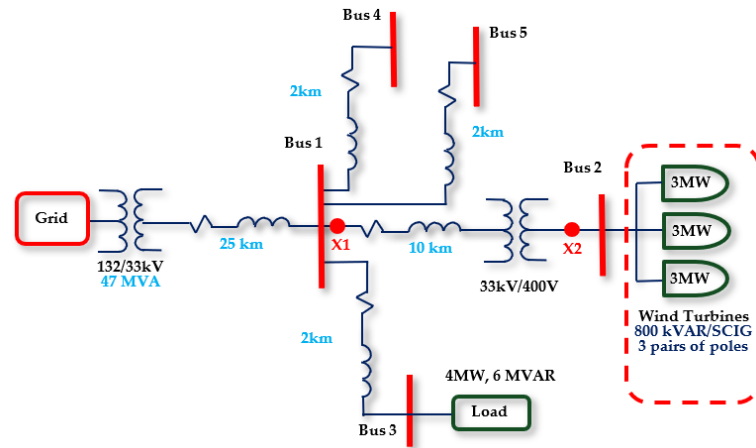 Bus 4
Bus 5
2km
2km
Bus 1
Bus 2
3MW
Grid
3MW
X1
X2
25 km
10 km
132/33kV
47 MVA
33kV/400V
3MW
Wind Turbines
800 kVAR/SCIG
3 pairs of poles
2km
4MW, 6 MVAR
Load
Bus 3